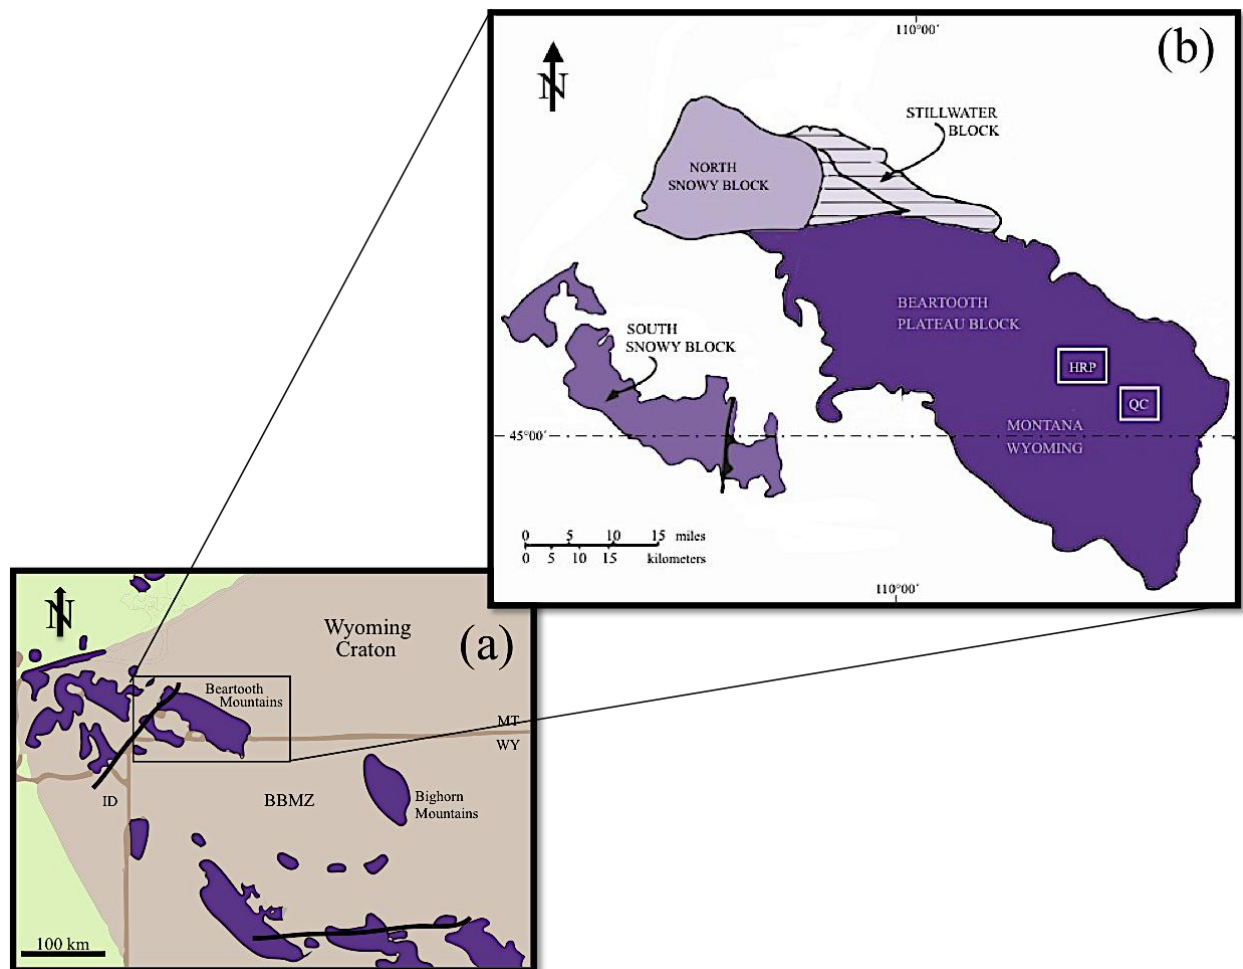 110°00′
(b)
N
STILLWATER
BLOCK
NORTH
SNOWY BLOCK
BEARTOOTH
PLATEAU BLOCK
SOUTH
SNOWY BLOCK
HRP
QC
MONTANA
45°00′
WYOMING
0 5 10 15 miles
0 5 10 15 kilometers
110°00′
N
Wyoming
Craton
(a)
Beartooth
Mountains
MT
WY
ID
BBMZ
Bighorn
Mountains
100 km